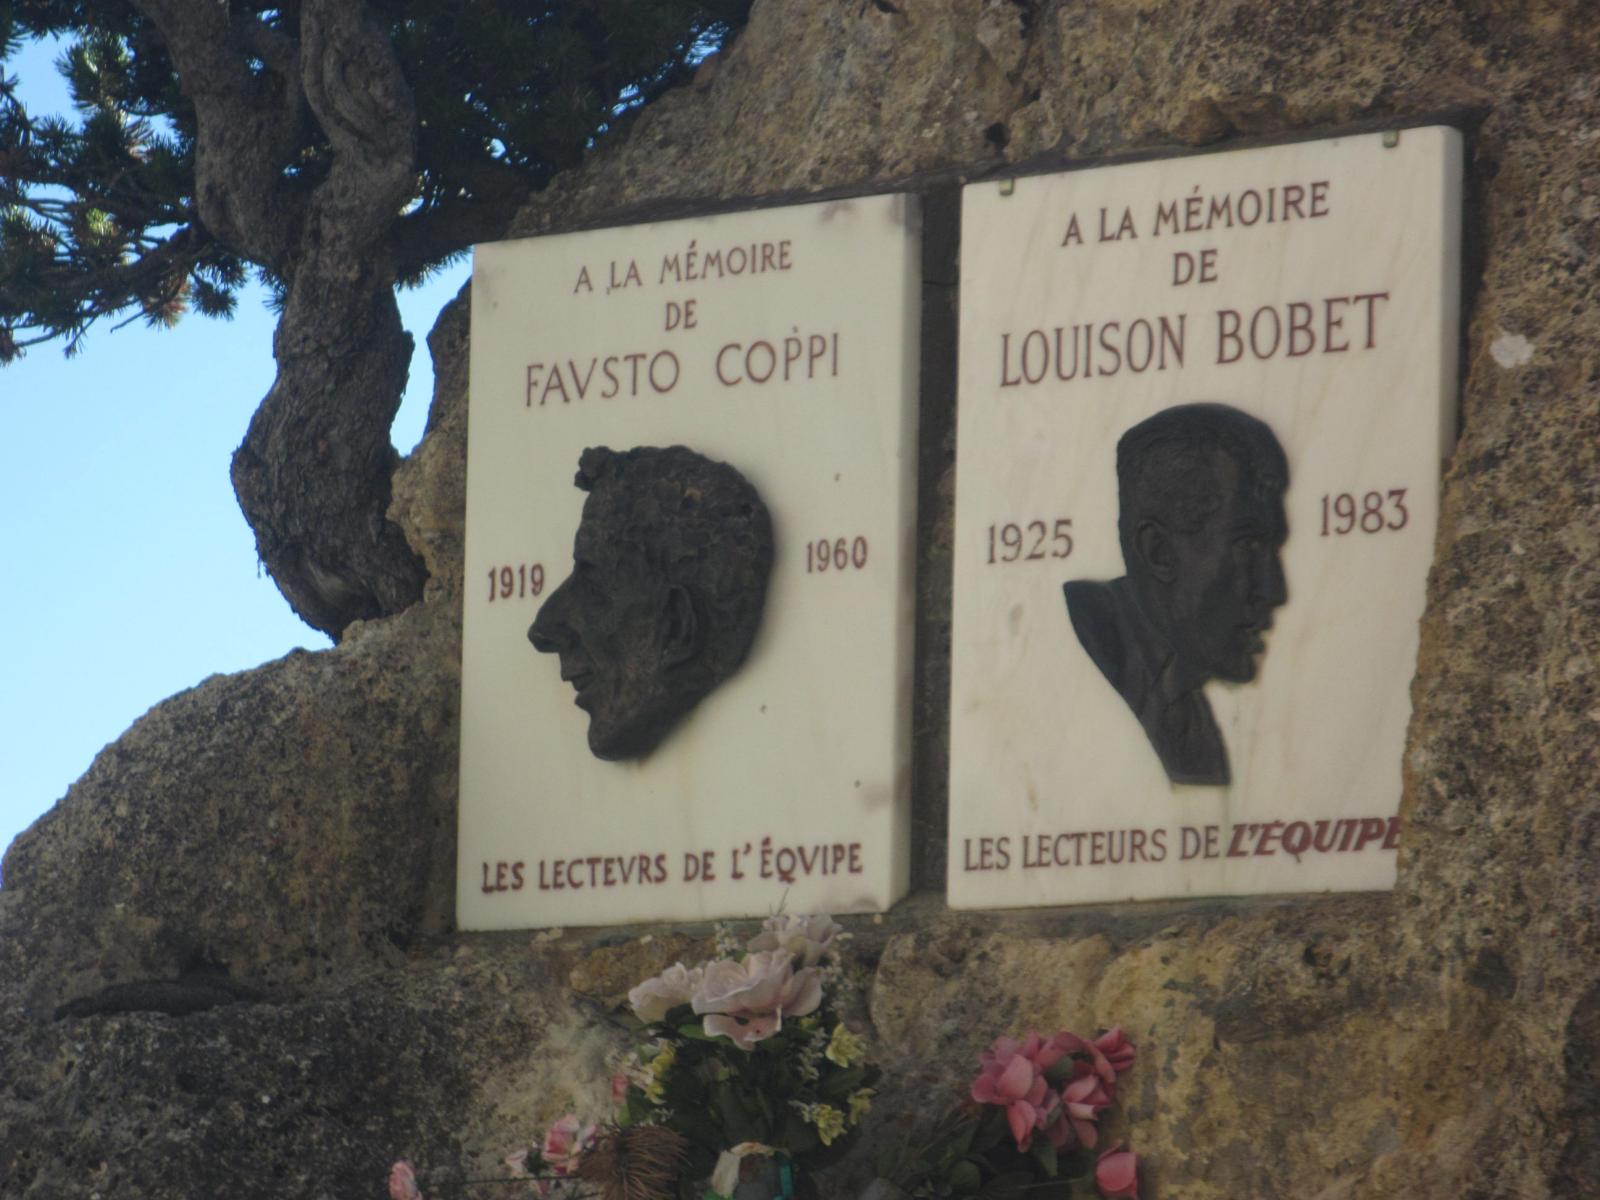 A LA MÉMOIRE
DE
FAVSTO COPPI
1919 1960
LES LECTEVRS DE L'ÉQVIPE
A LA MÉMOIRE
DE
LOUISON BOBET
1925 1983
LES LECTEURS DE L'ÉQUIPE